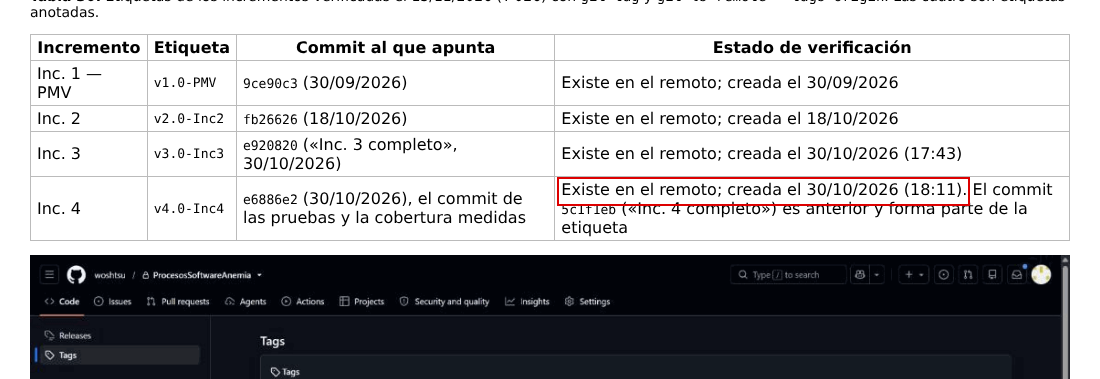 anotadas.
Incremento Etiqueta Commit al que apunta Estado de verificación
Inc. 1 —
PMV
v1.0-PMV
9ce90c3 (30/09/2026)
Existe en el remoto; creada el 30/09/2026
Inc. 2
v2.0-Inc2
fb26626 (18/10/2026)
Existe en el remoto; creada el 18/10/2026
Inc. 3
v3.0-Inc3
e920820 («Inc. 3 completo»,
30/10/2026)
Existe en el remoto; creada el 30/10/2026 (17:43)
Inc. 4
v4.0-Inc4
e6886e2 (30/10/2026), el commit de
las pruebas y la cobertura medidas
Existe en el remoto; creada el 30/10/2026 (18:11). El commit
5c1f1eb («Inc. 4 completo») es anterior y forma parte de la
etiqueta
woshtsu / ProcesosSoftwareAnemia
Type / to search
Code Issues Pull requests Agents Actions Projects Security and quality Insights Settings
Releases
Tags
Tags
Tags